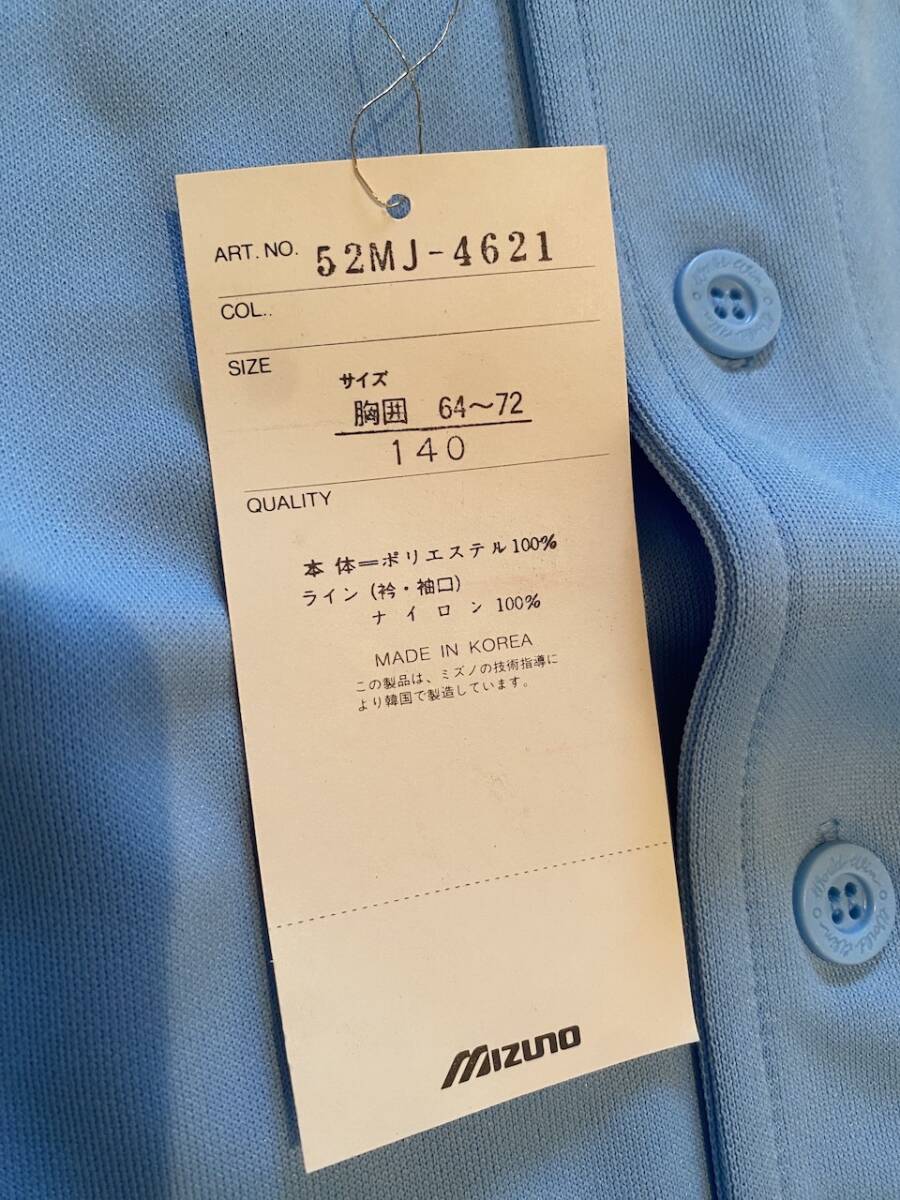 ART. NO. 52MJ-4621
COL..
SIZE
サイズ
胸囲 64〜72
140
QUALITY
本体＝ポリエステル100%
ライン(衿・袖口)
ナイロン 100%
MADE IN KOREA
この製品は、ミズノの技術指導に
より韓国で製造しています。
MIZUNO
World Win